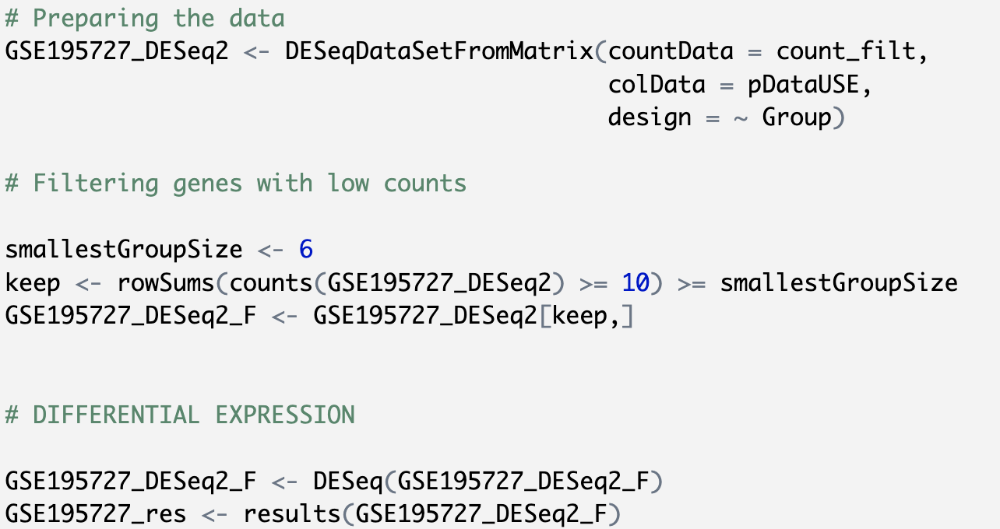 # Preparing the data
GSE195727_DESeq2 <- DESeqDataSetFromMatrix(countData = count_filt,
colData = pDataUSE,
design = ~ Group)
# Filtering genes with low counts
smallestGroupSize <- 6
keep <- rowSums(counts(GSE195727_DESeq2) >= 10) >= smallestGroupSize
GSE195727_DESeq2_F <- GSE195727_DESeq2[keep,]
# DIFFERENTIAL EXPRESSION
GSE195727_DESeq2_F <- DESeq(GSE195727_DESeq2_F)
GSE195727_res <- results(GSE195727_DESeq2_F)